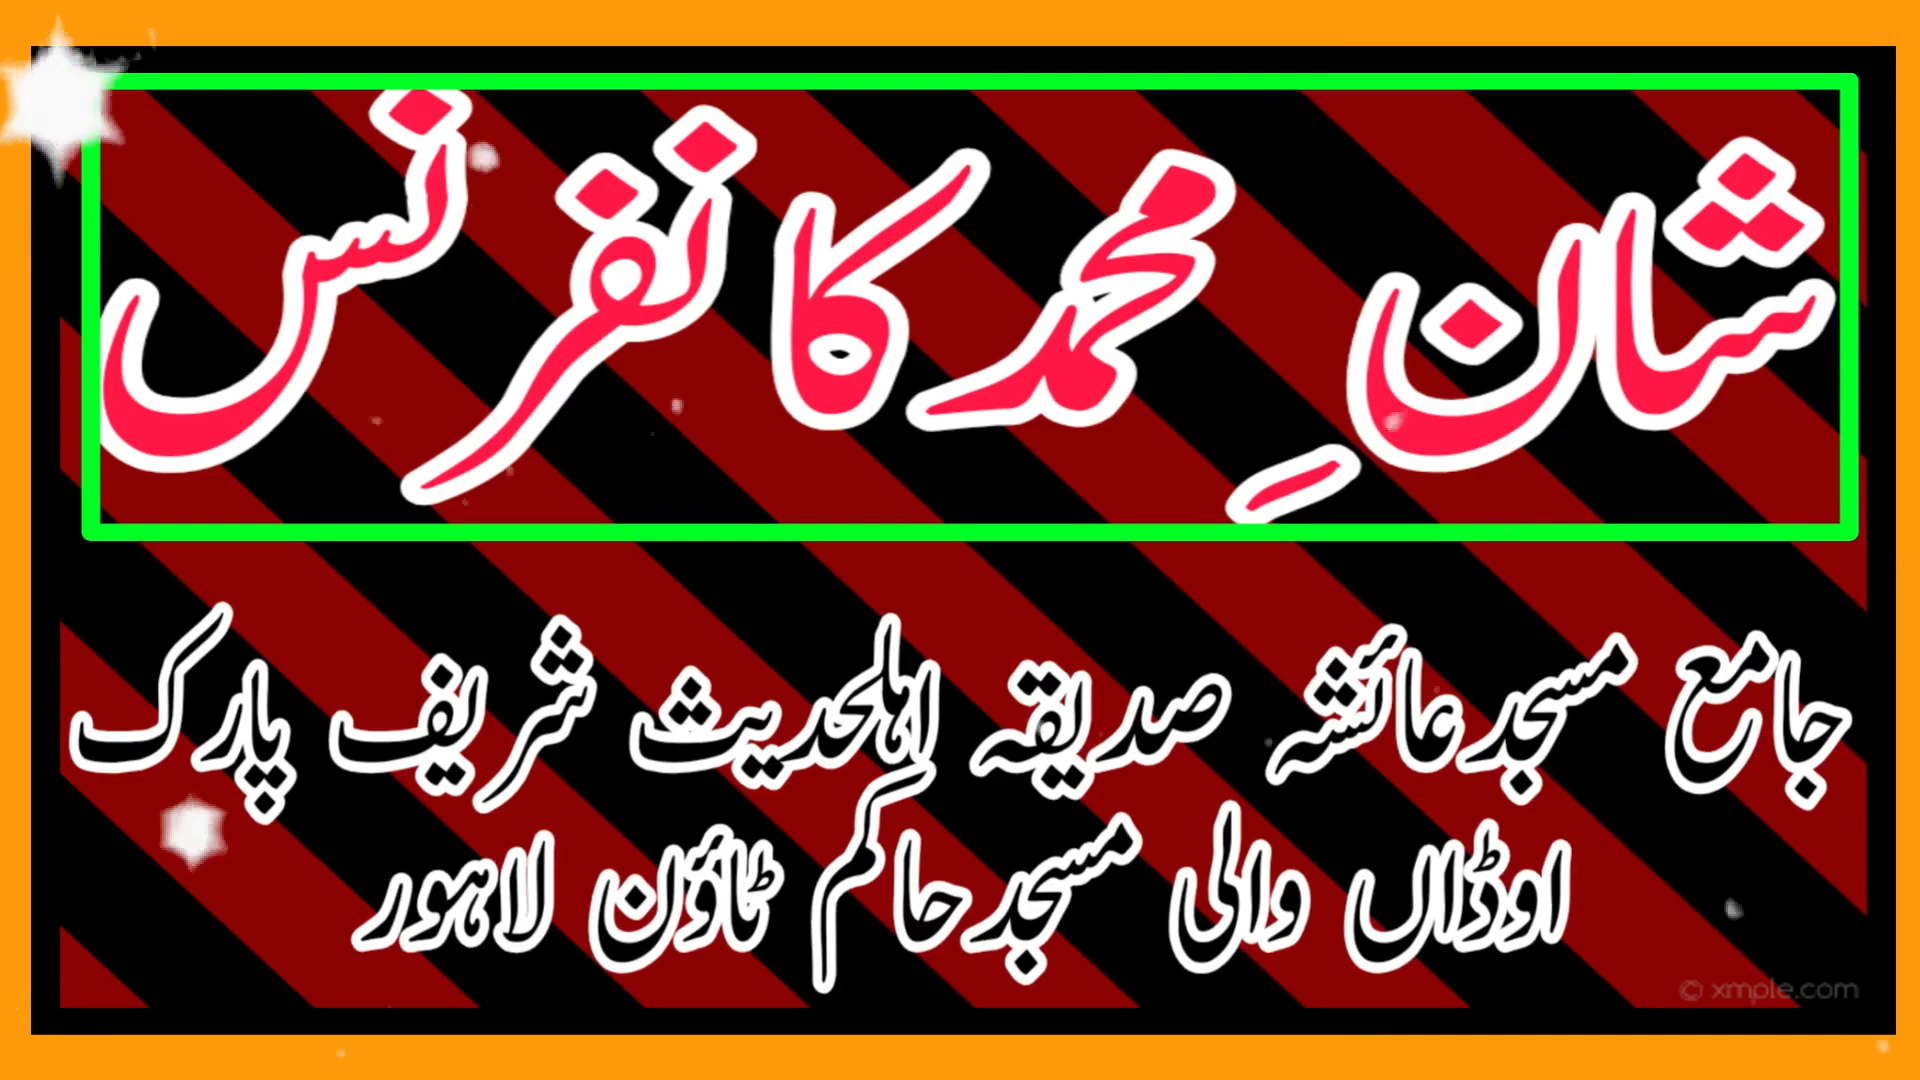 شانِ محمد کانفرنس
جامع مسجد عائشہ صدیقہ اہلحدیث شریف پارک
اوڈاں والی مسجد حاکم ٹاؤن لاہور
© xmple.com